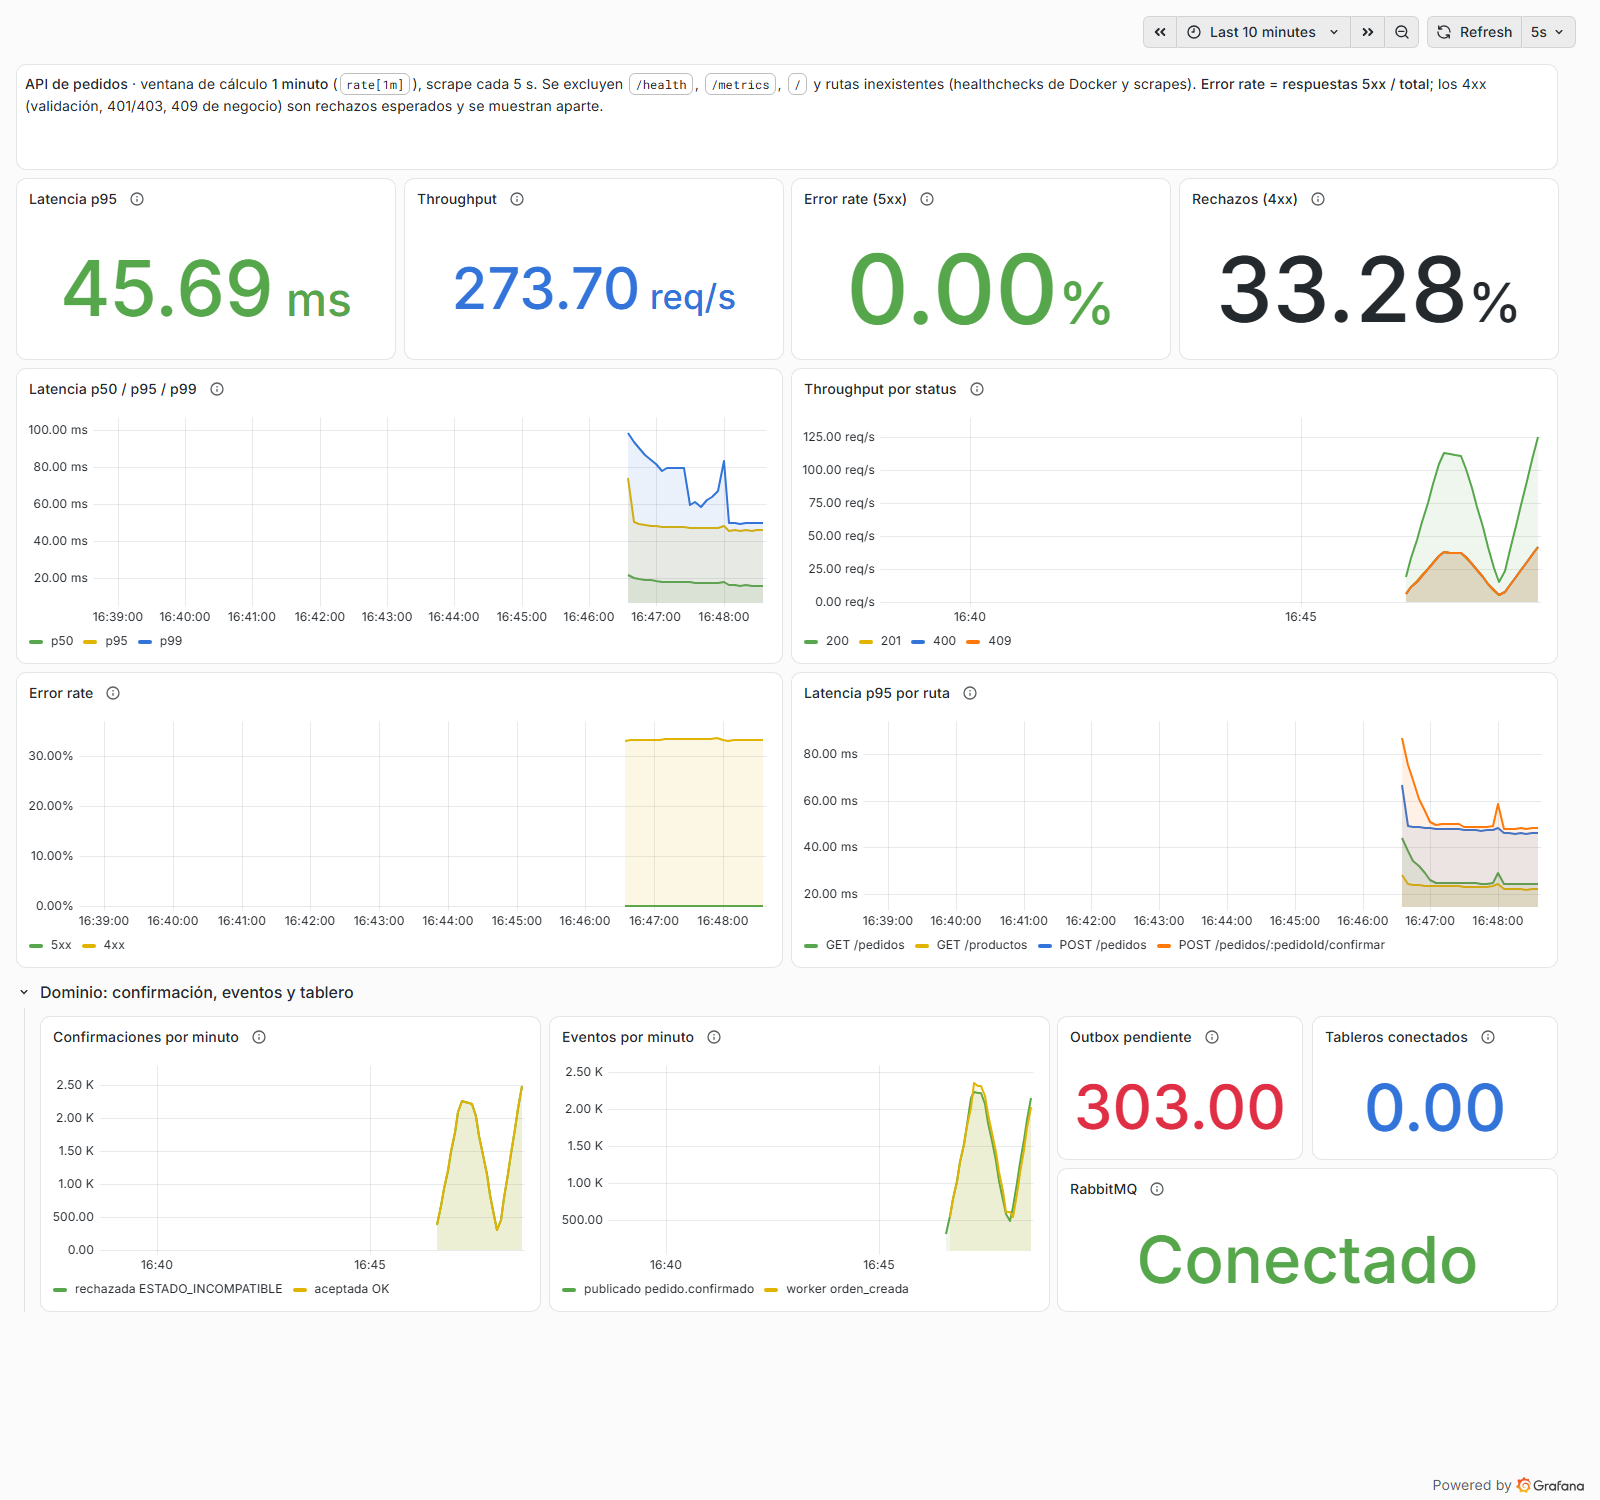 Last 10 minutes
Refresh
5s
API de pedidos · ventana de cálculo 1 minuto ( rate[1m] ), scrape cada 5 s. Se excluyen /health , /metrics , / y rutas inexistentes (healthchecks de Docker y scrapes). Error rate = respuestas 5xx / total; los 4xx
(validación, 401/403, 409 de negocio) son rechazos esperados y se muestran aparte.
Latencia p95
45.69 ms
Throughput
273.70 req/s
Error rate (5xx)
0.00%
Rechazos (4xx)
33.28%
Latencia p50 / p95 / p99
100.00 ms
80.00 ms
60.00 ms
40.00 ms
20.00 ms
16:39:00 16:40:00 16:41:00 16:42:00 16:43:00 16:44:00 16:45:00 16:46:00 16:47:00 16:48:00
p50 p95 p99
Throughput por status
125.00 req/s
100.00 req/s
75.00 req/s
50.00 req/s
25.00 req/s
0.00 req/s
16:40 16:45
200 201 400 409
Error rate
30.00%
20.00%
10.00%
0.00%
16:39:00 16:40:00 16:41:00 16:42:00 16:43:00 16:44:00 16:45:00 16:46:00 16:47:00 16:48:00
5xx 4xx
Latencia p95 por ruta
80.00 ms
60.00 ms
40.00 ms
20.00 ms
16:39:00 16:40:00 16:41:00 16:42:00 16:43:00 16:44:00 16:45:00 16:46:00 16:47:00 16:48:00
GET /pedidos GET /productos POST /pedidos POST /pedidos/:pedidoId/confirmar
Dominio: confirmación, eventos y tablero
Confirmaciones por minuto
2.50 K
2.00 K
1.50 K
1.00 K
500.00
0.00
16:40 16:45
rechazada ESTADO_INCOMPATIBLE aceptada OK
Eventos por minuto
2.50 K
2.00 K
1.50 K
1.00 K
500.00
16:40 16:45
publicado pedido.confirmado worker orden_creada
Outbox pendiente
303.00
Tableros conectados
0.00
RabbitMQ
Conectado
Powered by Grafana